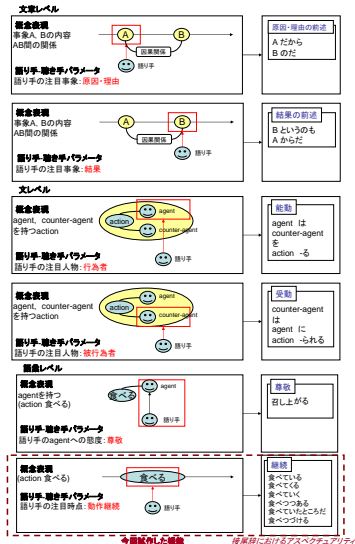 文章レベル
概念表現
事象A、Bの内容
AB間の関係
A
B
因果関係
語り手
語り手-聴き手パラメータ
語り手の注目事象:原因・理由
原因・理由の前述
A だから
B のだ
概念表現
事象A、Bの内容
AB間の関係
A
B
因果関係
語り手
語り手-聴き手パラメータ
語り手の注目事象:結果
結果の前述
B というのも
A からだ
文レベル
概念表現
agent、counter-agent
を持つaction
agent
action
counter-agent
語り手
語り手-聴き手パラメータ
語り手の注目人物:行為者
能動
agent は
counter-agent
を
action -る
概念表現
agent、counter-agent
を持つaction
agent
action
counter-agent
語り手
語り手-聴き手パラメータ
語り手の注目人物:被行為者
受動
counter-agent
は
agent に
action -られる
語彙レベル
概念表現
agentを持つ
(action 食べる)
食べる
agent
語り手
語り手-聴き手パラメータ
語り手のagentへの態度:尊敬
尊敬
召し上がる
概念表現
(action 食べる)
食べる
語り手
語り手-聴き手パラメータ
語り手の注目時点:動作継続
継続
食べている
食べてくる
食べていく
食べつつある
食べていたところだ
食べつづける
今回試作した機能
接尾辞におけるアスペクチュアリティ